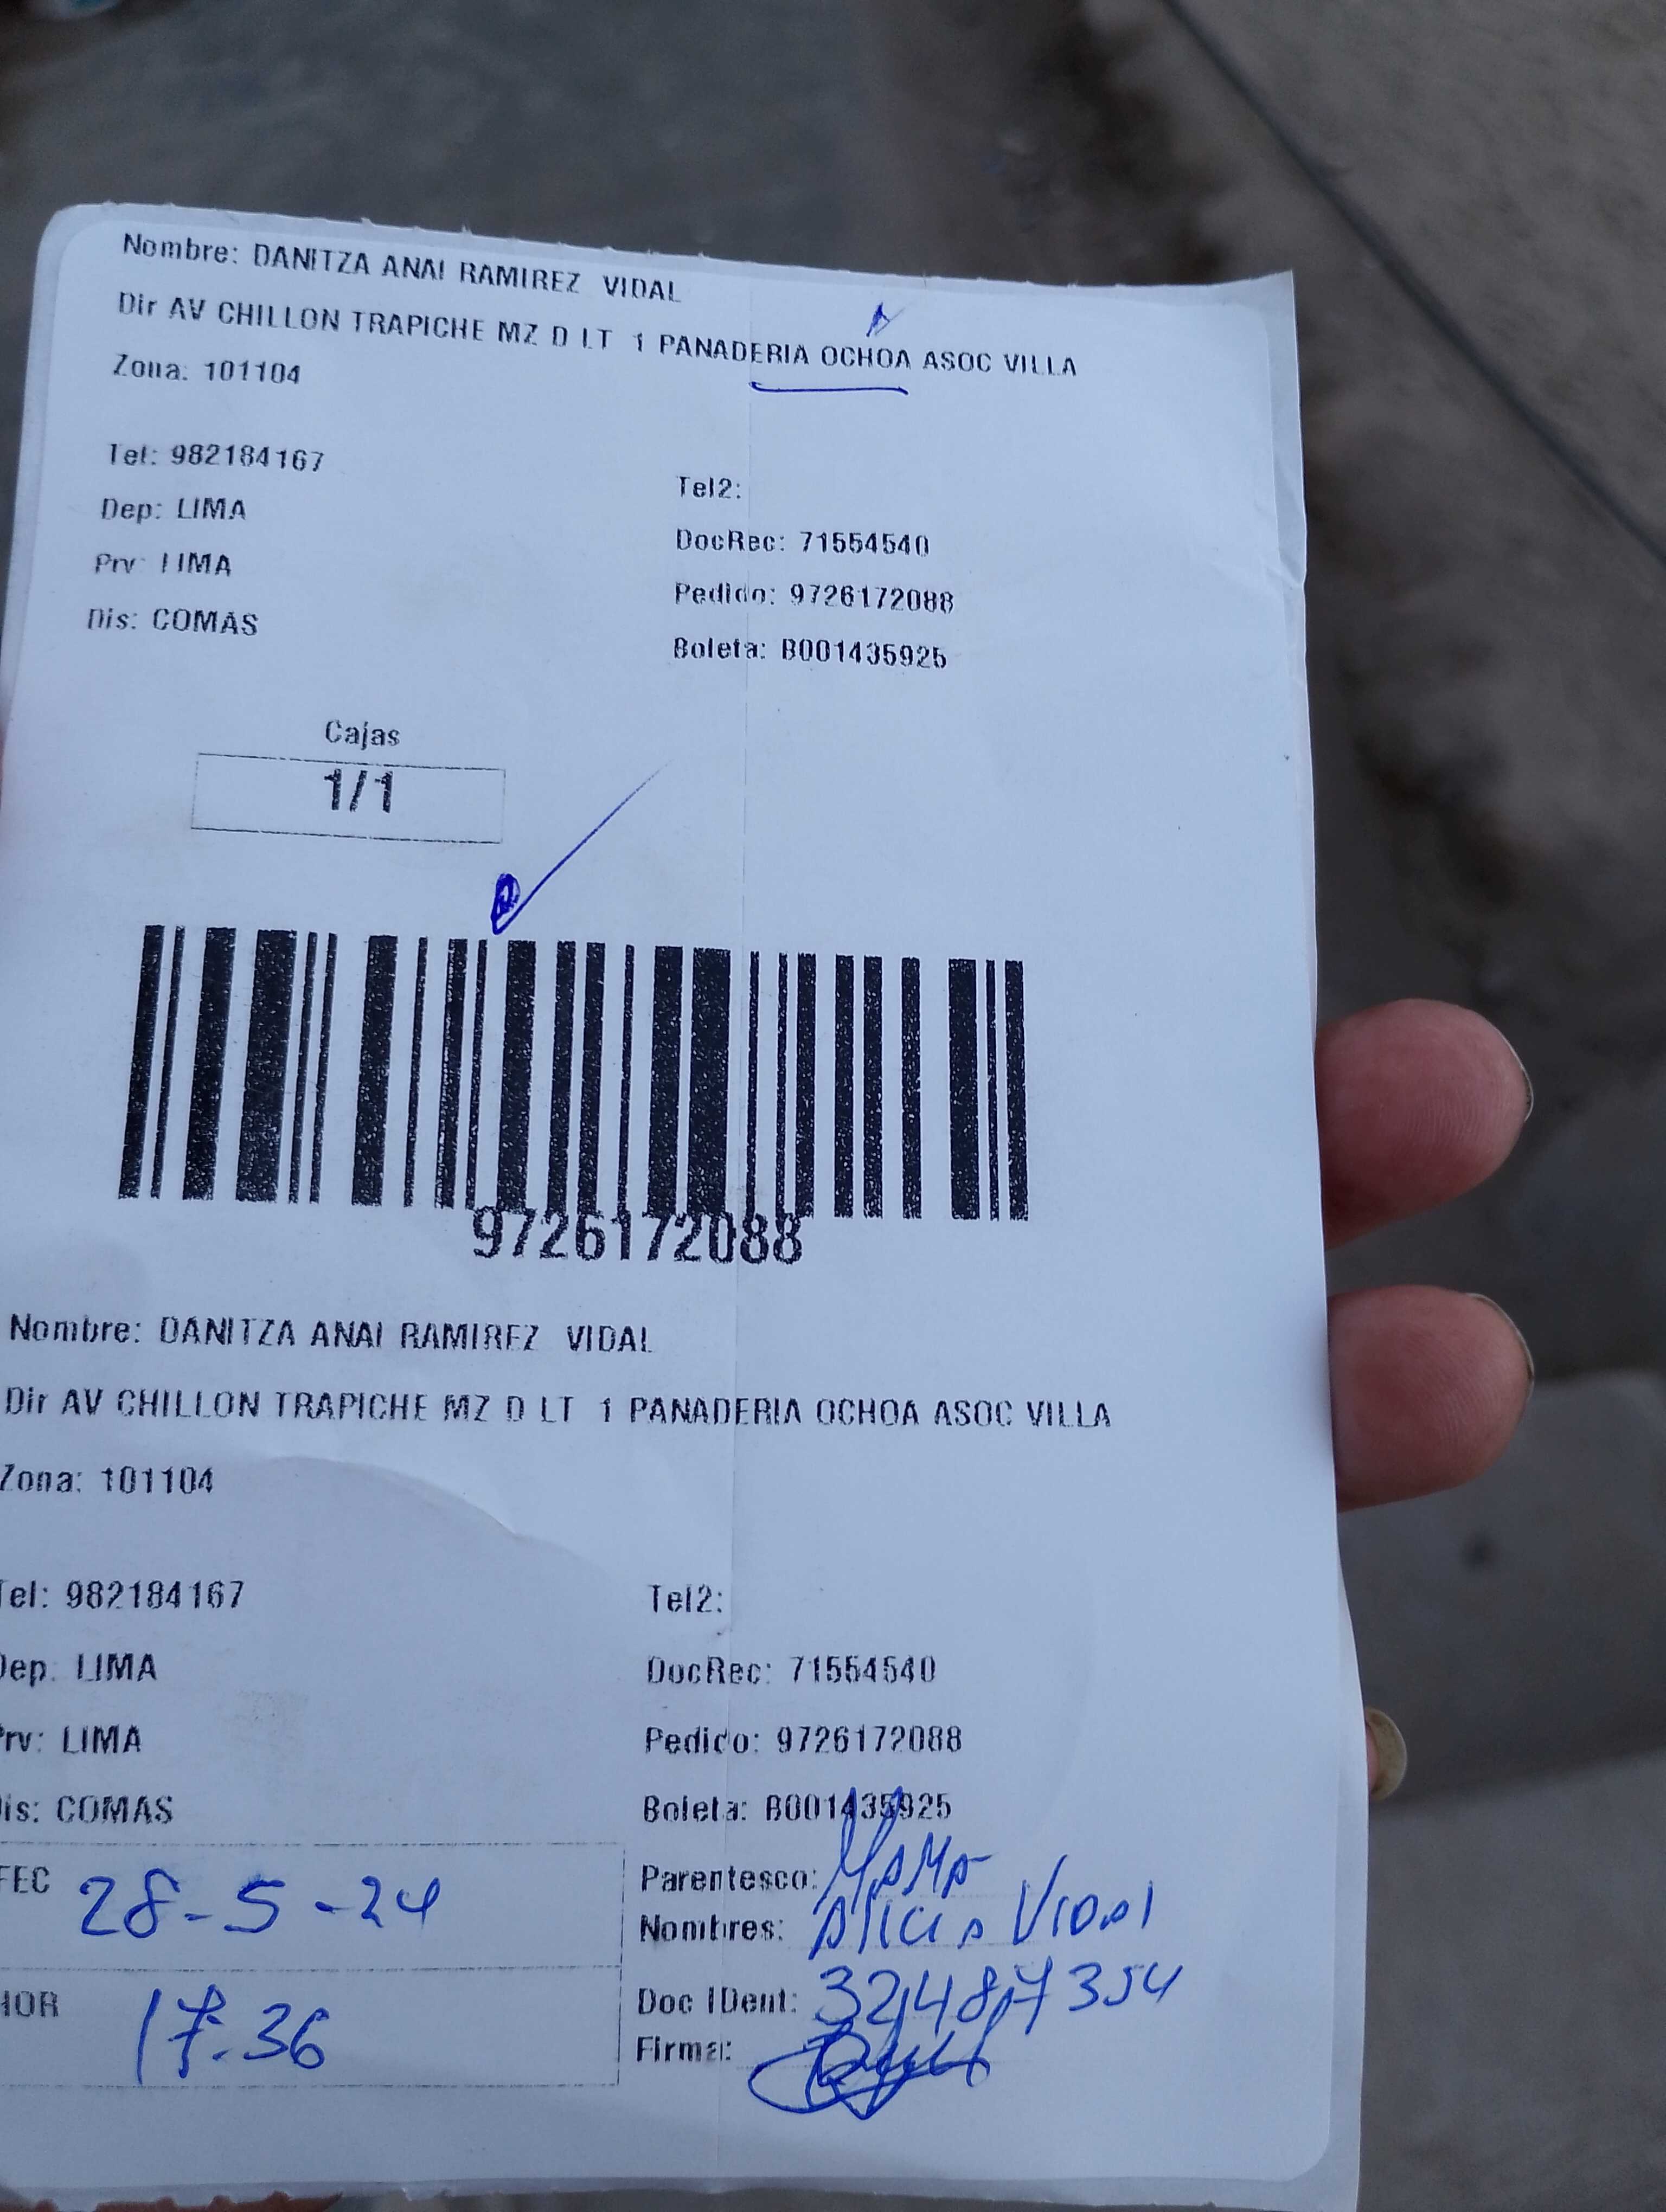 Nombre: DANITZA ANAI RAMIREZ VIDAL
Dir AV CHILLON TRAPICHE MZ D LT 1 PANADERIA OCHOA ASOC VILLA
Zona: 101104
Tel: 982184167
Tel2:
Dep: LIMA
DocRec: 71554540
Prv: LIMA
Pedido: 9726172088
Dis: COMAS
Boleta: B001435925
Cajas
1/1
9726172088
Nombre: DANITZA ANAI RAMIREZ VIDAL
Dir AV CHILLON TRAPICHE MZ D LT 1 PANADERIA OCHOA ASOC VILLA
Zona: 101104
Tel: 982184167
Tel2:
Dep: LIMA
DocRec: 71554540
Prv: LIMA
Pedido: 9726172088
Dis: COMAS
Boleta: B001435925
FEC 28-5-24
Parentesco: MAMA
Nombres: Alicia Vidal
HOR 17.36
Doc IDent: 32487354
Firma: